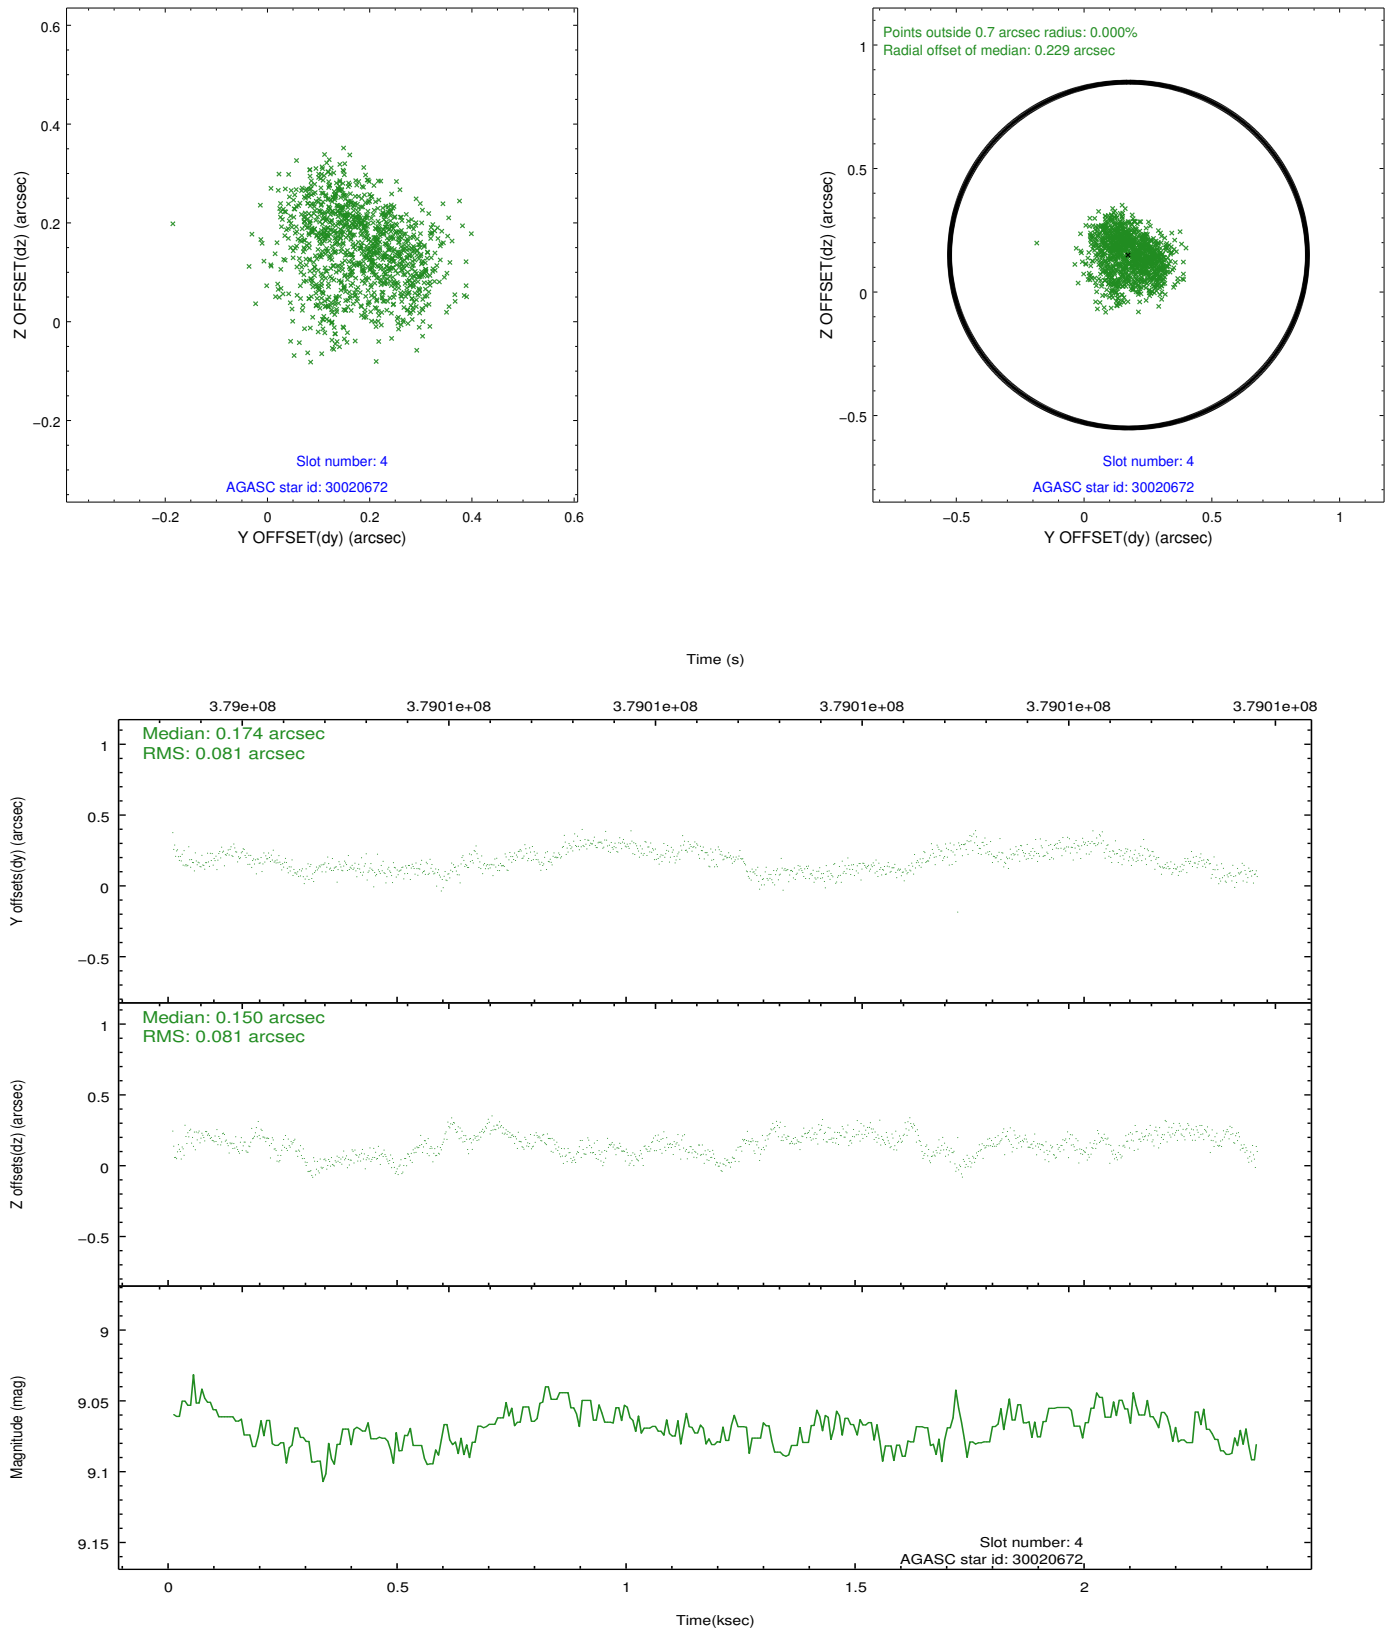 0.6
0.4
0.2
0
−0.2
Z OFFSET(dz) (arcsec)
Slot number: 4
AGASC star id: 30020672
−0.2 0 0.2 0.4 0.6
Y OFFSET(dy) (arcsec)
Points outside 0.7 arcsec radius: 0.000%
Radial offset of median: 0.229 arcsec
1
0.5
0
−0.5
Z OFFSET(dz) (arcsec)
Slot number: 4
AGASC star id: 30020672
−0.5 0 0.5 1
Y OFFSET(dy) (arcsec)
Time (s)
3.79e+08 3.7901e+08 3.7901e+08 3.7901e+08 3.7901e+08 3.7901e+08
Median: 0.174 arcsec
RMS: 0.081 arcsec
1
0.5
0
−0.5
Y offsets(dy) (arcsec)
Median: 0.150 arcsec
RMS: 0.081 arcsec
1
0.5
0
−0.5
Z offsets(dz) (arcsec)
9
9.05
9.1
9.15
Magnitude (mag)
Slot number: 4
AGASC star id: 30020672
0 0.5 1 1.5 2
Time(ksec)